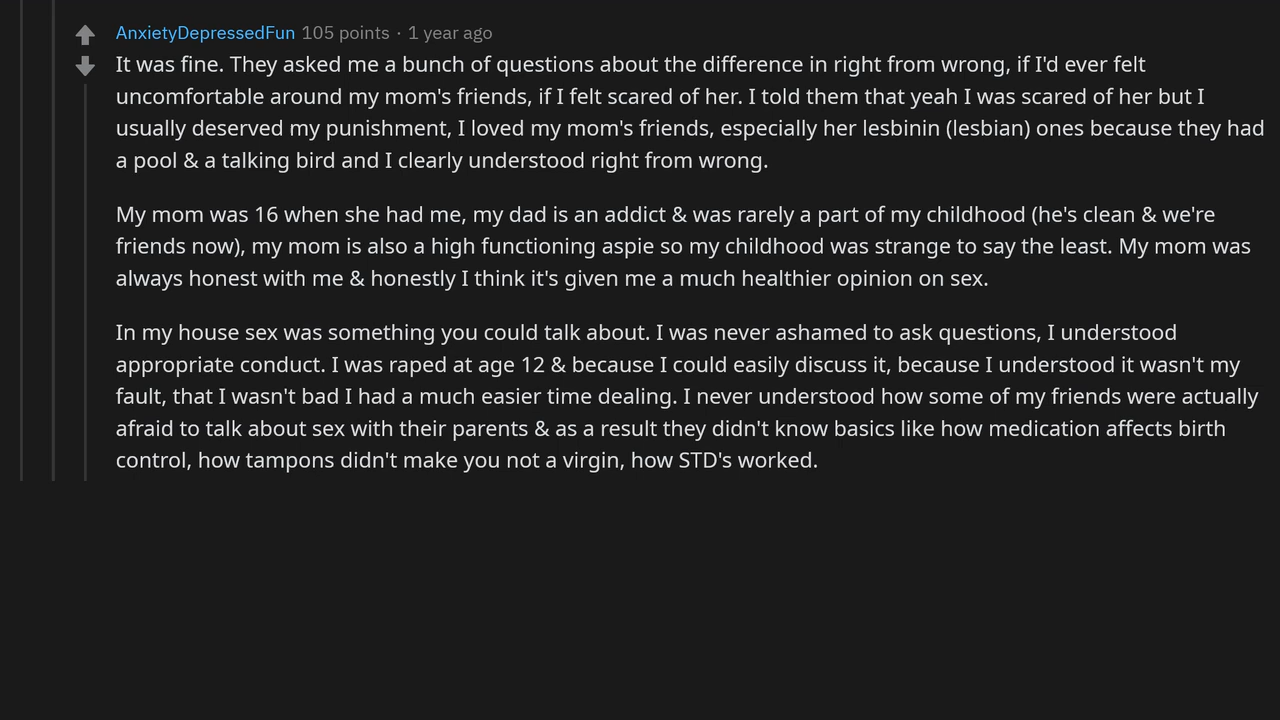 AnxietyDepressedFun 105 points · 1 year ago
It was fine. They asked me a bunch of questions about the difference in right from wrong, if I'd ever felt
uncomfortable around my mom's friends, if I felt scared of her. I told them that yeah I was scared of her but I
usually deserved my punishment, I loved my mom's friends, especially her lesbinin (lesbian) ones because they had
a pool & a talking bird and I clearly understood right from wrong.
My mom was 16 when she had me, my dad is an addict & was rarely a part of my childhood (he's clean & we're
friends now), my mom is also a high functioning aspie so my childhood was strange to say the least. My mom was
always honest with me & honestly I think it's given me a much healthier opinion on sex.
In my house sex was something you could talk about. I was never ashamed to ask questions, I understood
appropriate conduct. I was raped at age 12 & because I could easily discuss it, because I understood it wasn't my
fault, that I wasn't bad I had a much easier time dealing. I never understood how some of my friends were actually
afraid to talk about sex with their parents & as a result they didn't know basics like how medication affects birth
control, how tampons didn't make you not a virgin, how STD's worked.